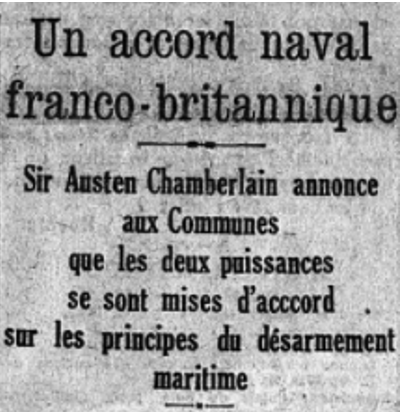 Un accord naval
franco-britannique
Sir Austen Chamberlain annonce
aux Communes
que les deux puissances
se sont mises d'acccord
sur les principes du désarmement
maritime